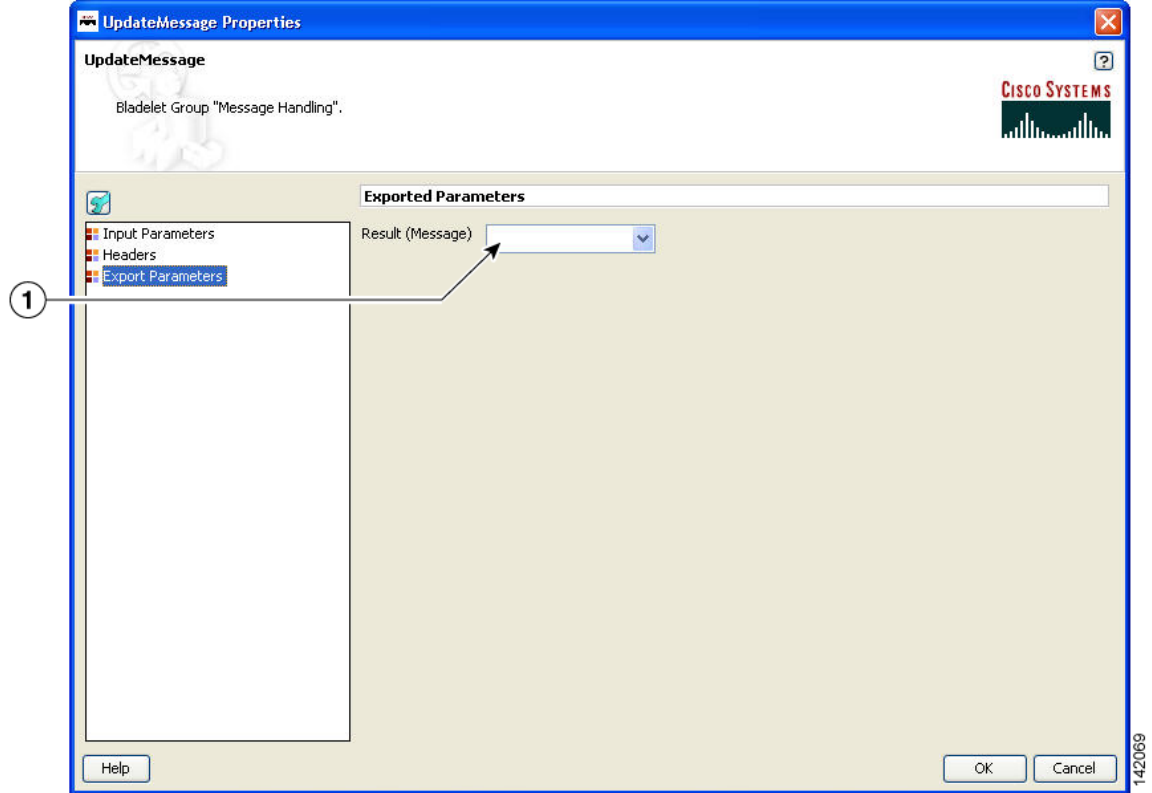 UpdateMessage Properties
UpdateMessage
?
Bladelet Group "Message Handling".
CISCO SYSTEMS
Exported Parameters
Input Parameters
Headers
Export Parameters
Result (Message)
1
Help
OK
Cancel
142069